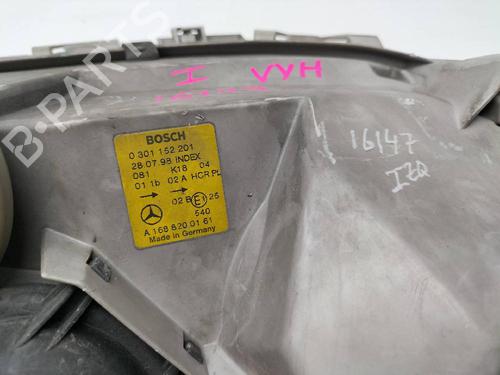 B-PARTS
I VYH
BOSCH
0 301 152 201
28.07.98 INDEX
081 K18 04
01 1b 02 A HCR PL
02 B E1 25
540
A 168 820 01 61
Made in Germany
16147
IZQ